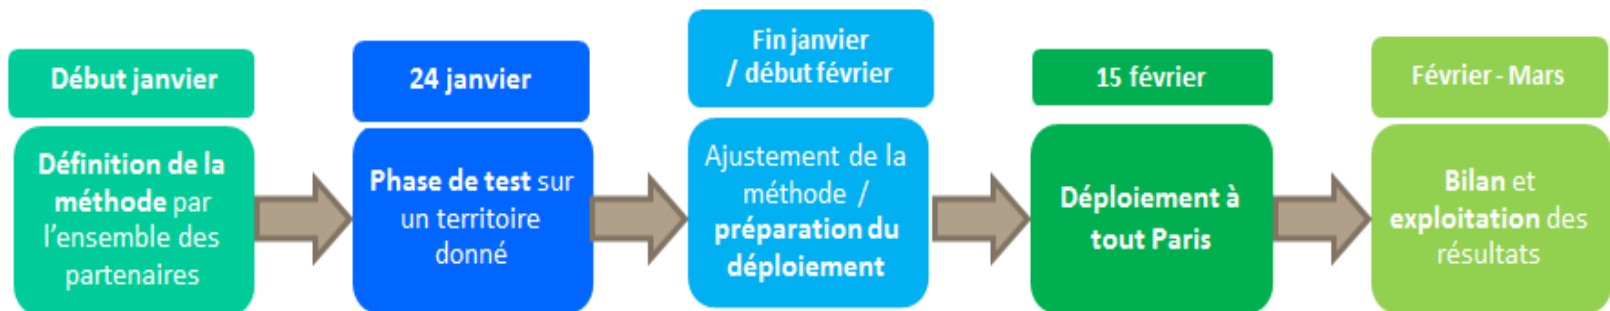 Début janvier
Définition de la
méthode par
l'ensemble des
partenaires
24 janvier
Phase de test sur
un territoire
donné
Fin janvier
/ début février
Ajustement de la
méthode /
préparation du
déploiement
15 février
Déploiement à
tout Paris
Février - Mars
Bilan et
exploitation des
résultats